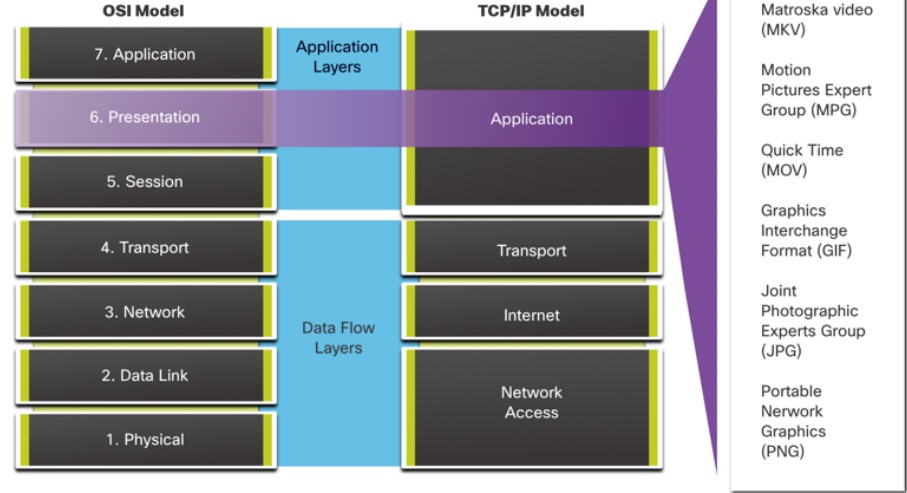 OSI Model
TCP/IP Model
7. Application
6. Presentation
5. Session
4. Transport
3. Network
2. Data Link
1. Physical
Application
Layers
Data Flow
Layers
Application
Transport
Internet
Network
Access
Matroska video
(MKV)
Motion
Pictures Expert
Group (MPG)
Quick Time
(MOV)
Graphics
Interchange
Format (GIF)
Joint
Photographic
Experts Group
(JPG)
Portable
Nerwork
Graphics
(PNG)